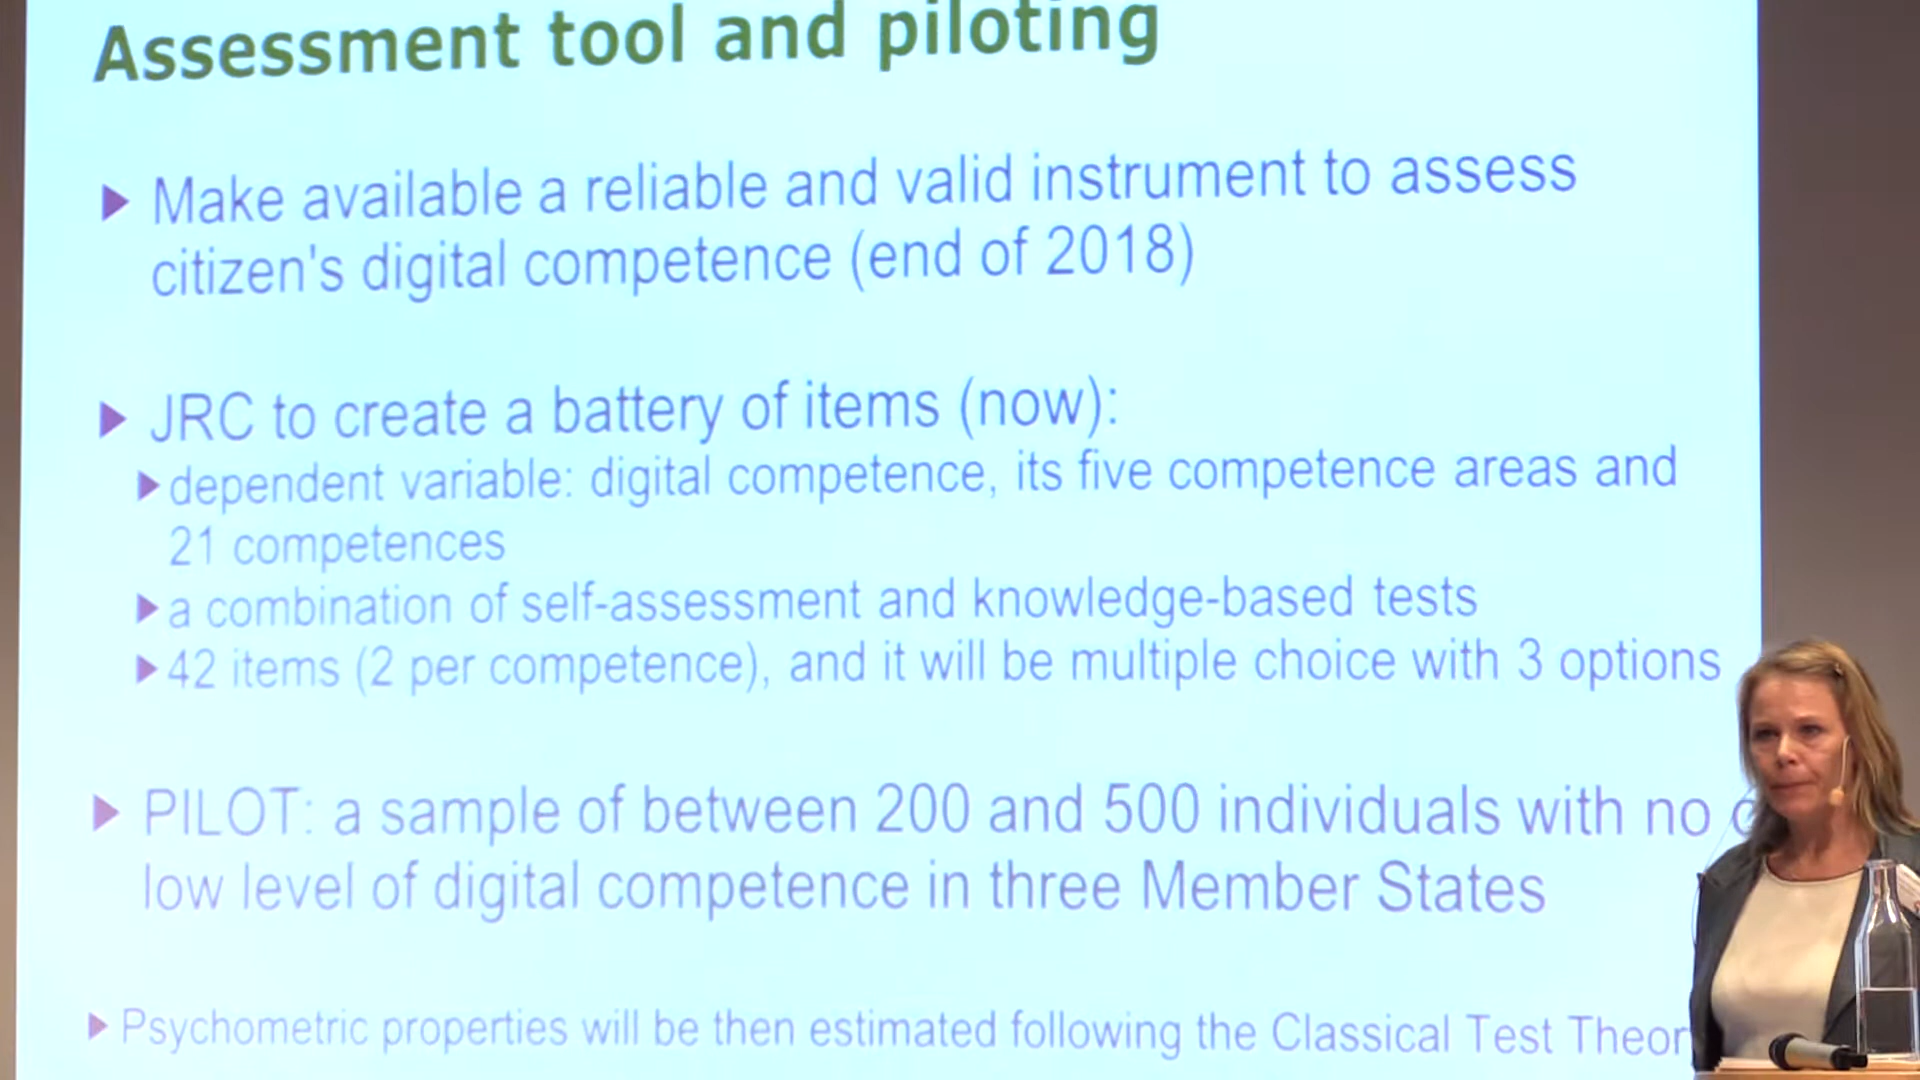 Assessment tool and piloting
Make available a reliable and valid instrument to assess
citizen's digital competence (end of 2018)
JRC to create a battery of items (now):
dependent variable: digital competence, its five competence areas and
21 competences
a combination of self-assessment and knowledge-based tests
42 items (2 per competence), and it will be multiple choice with 3 options
PILOT: a sample of between 200 and 500 individuals with no
low level of digital competence in three Member States
Psychometric properties will be then estimated following the Classical Test Theor